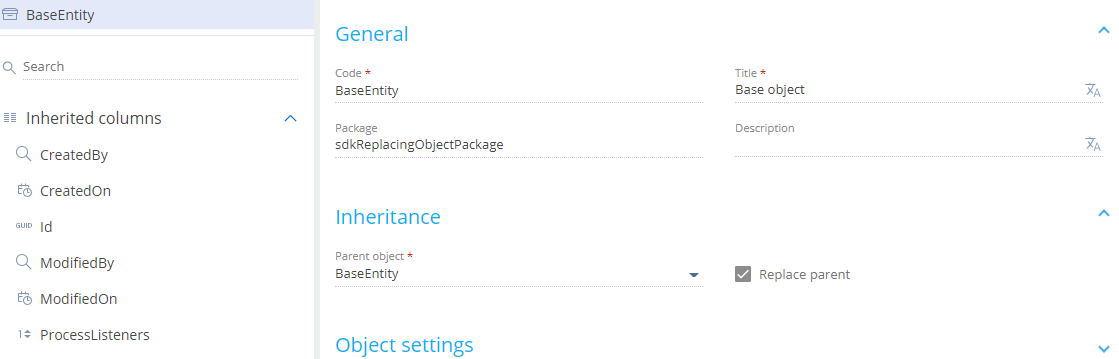 BaseEntity
Search
Inherited columns
CreatedBy
CreatedOn
GUID Id
ModifiedBy
ModifiedOn
1 ProcessListeners
General
Code *
BaseEntity
Title *
Base object
Package
sdkReplacingObjectPackage
Description
Inheritance
Parent object *
BaseEntity
Replace parent
Object settings